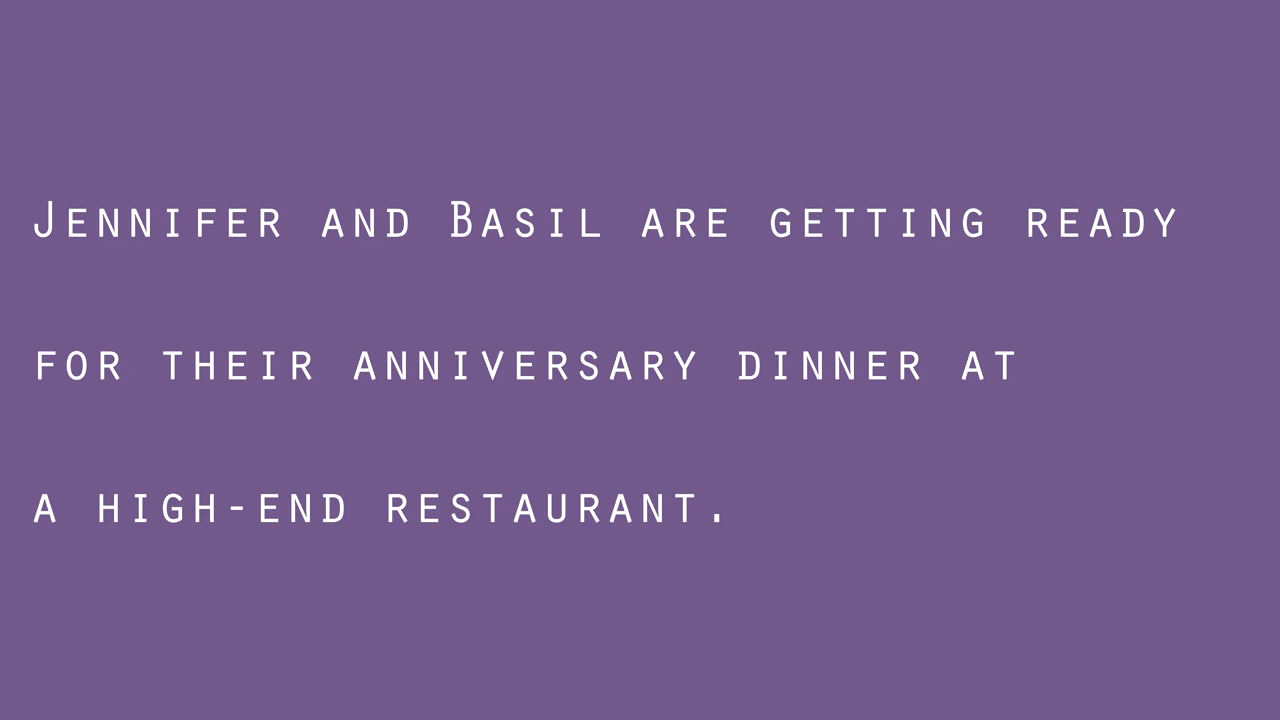 Jennifer and Basil are getting ready
for their anniversary dinner at
a high-end restaurant.